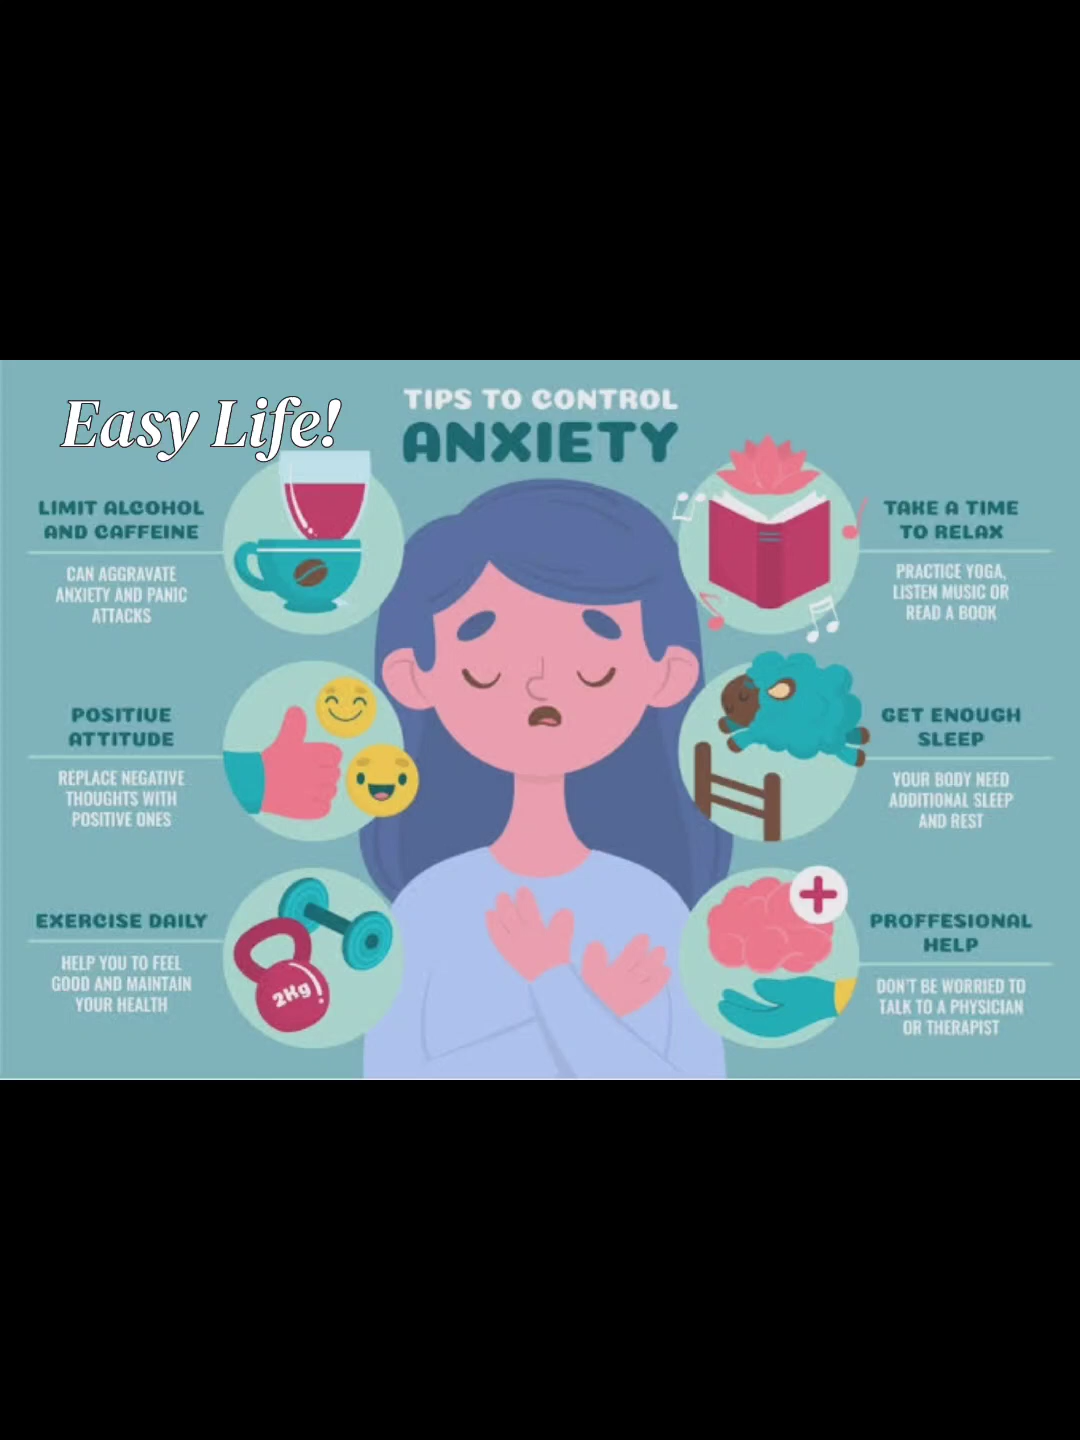 Easy Life!
TIPS TO CONTROL
ANXIETY
LIMIT ALCOHOL
AND CAFFEINE
CAN AGGRAVATE
ANXIETY AND PANIC
ATTACKS
POSITIVE
ATTITUDE
REPLACE NEGATIVE
THOUGHTS WITH
POSITIVE ONES
EXERCISE DAILY
HELP YOU TO FEEL
GOOD AND MAINTAIN
YOUR HEALTH
2Kg
TAKE A TIME
TO RELAX
PRACTICE YOGA,
LISTEN MUSIC OR
READ A BOOK
GET ENOUGH
SLEEP
YOUR BODY NEED
ADDITIONAL SLEEP
AND REST
PROFFESIONAL
HELP
DON'T BE WORRIED TO
TALK TO A PHYSICIAN
OR THERAPIST